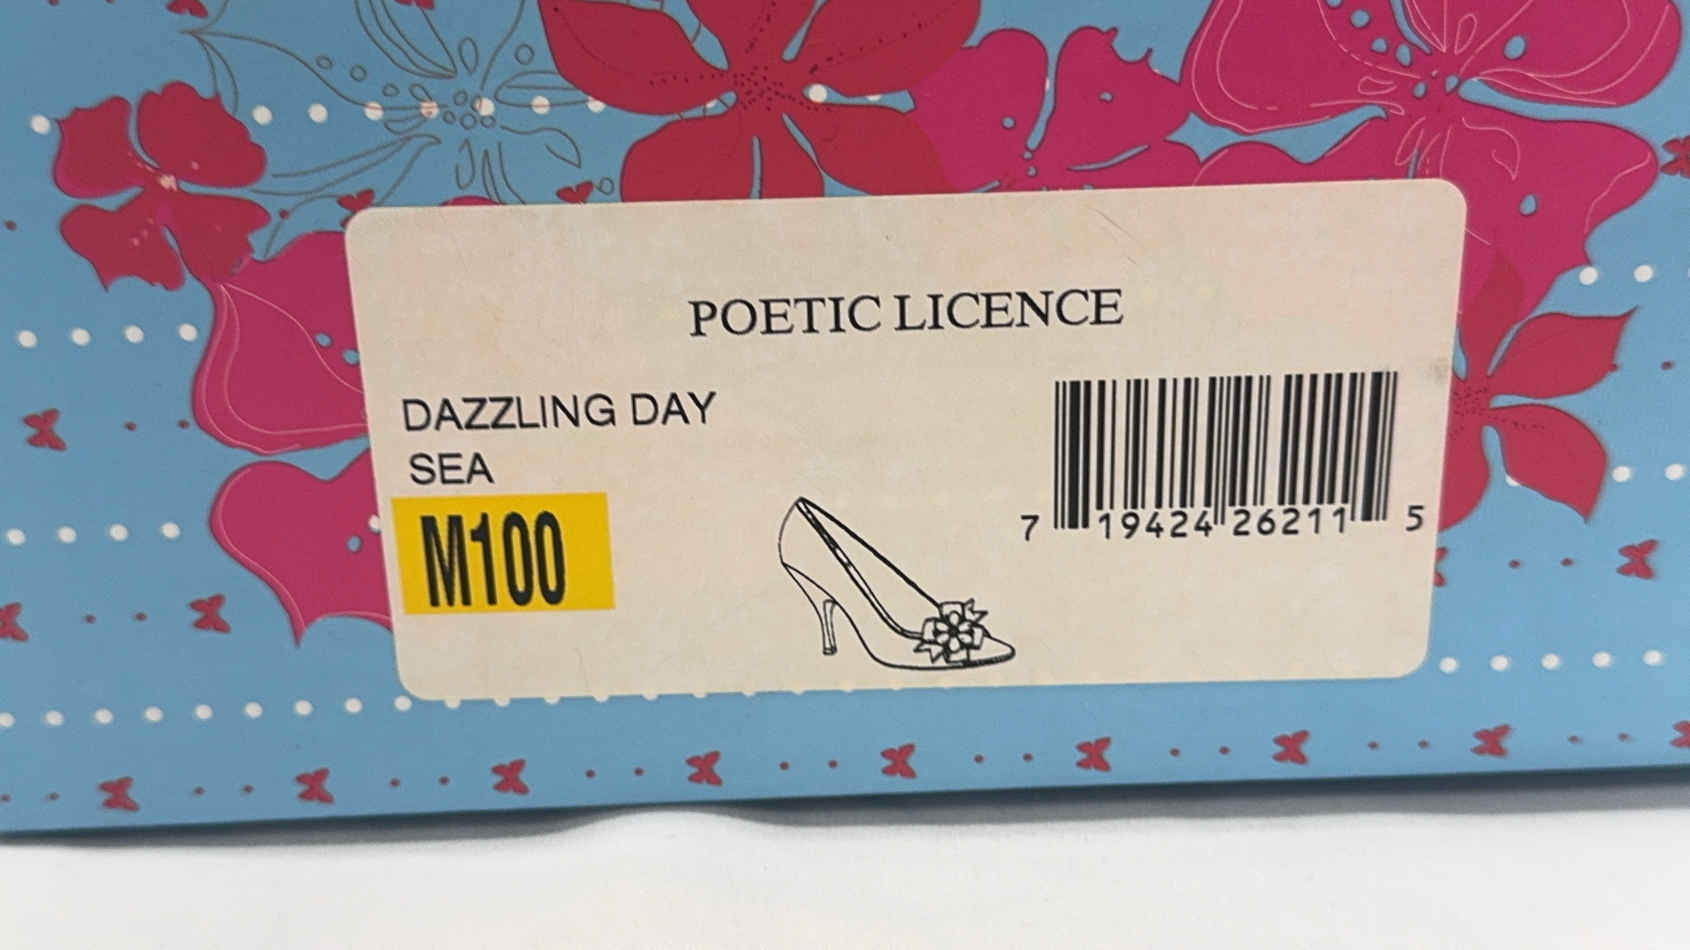 POETIC LICENCE
DAZZLING DAY
SEA
M100
7 19424 26211 5